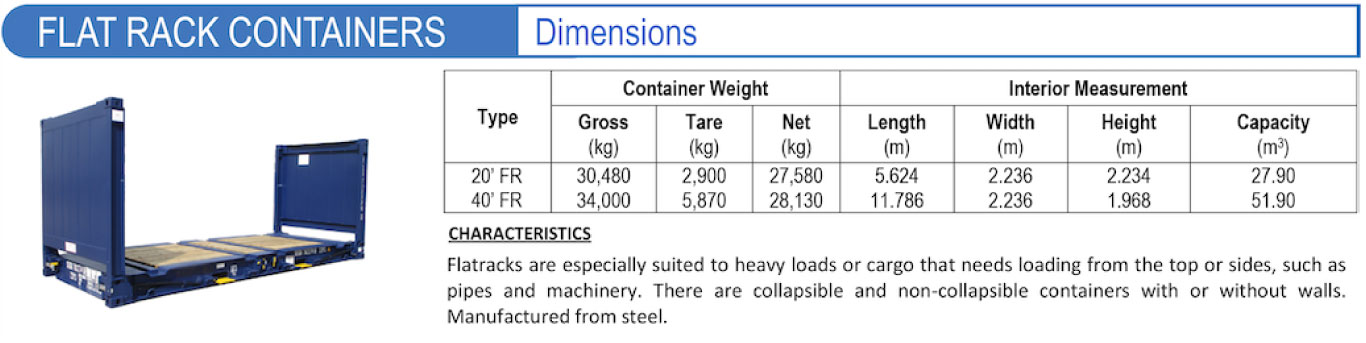 FLAT RACK CONTAINERS Dimensions
Type Container Weight Interior Measurement
Gross (kg) Tare (kg) Net (kg) Length (m) Width (m) Height (m) Capacity (m³)
20' FR 30,480 2,900 27,580 5.624 2.236 2.234 27.90
40' FR 34,000 5,870 28,130 11.786 2.236 1.968 51.90
CHARACTERISTICS
Flatracks are especially suited to heavy loads or cargo that needs loading from the top or sides, such as
pipes and machinery. There are collapsible and non-collapsible containers with or without walls.
Manufactured from steel.